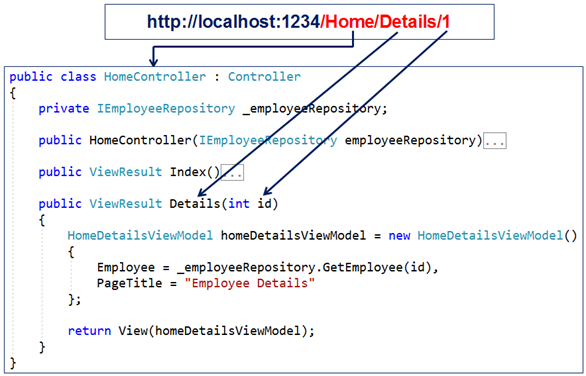 http://localhost:1234/Home/Details/1
public class HomeController : Controller
{
    private IEmployeeRepository _employeeRepository;
    public HomeController(IEmployeeRepository employeeRepository)...
    public ViewResult Index()...
    public ViewResult Details(int id)
    {
        HomeDetailsViewModel homeDetailsViewModel = new HomeDetailsViewModel()
        {
            Employee = _employeeRepository.GetEmployee(id),
            PageTitle = "Employee Details"
        };
        return View(homeDetailsViewModel);
    }
}